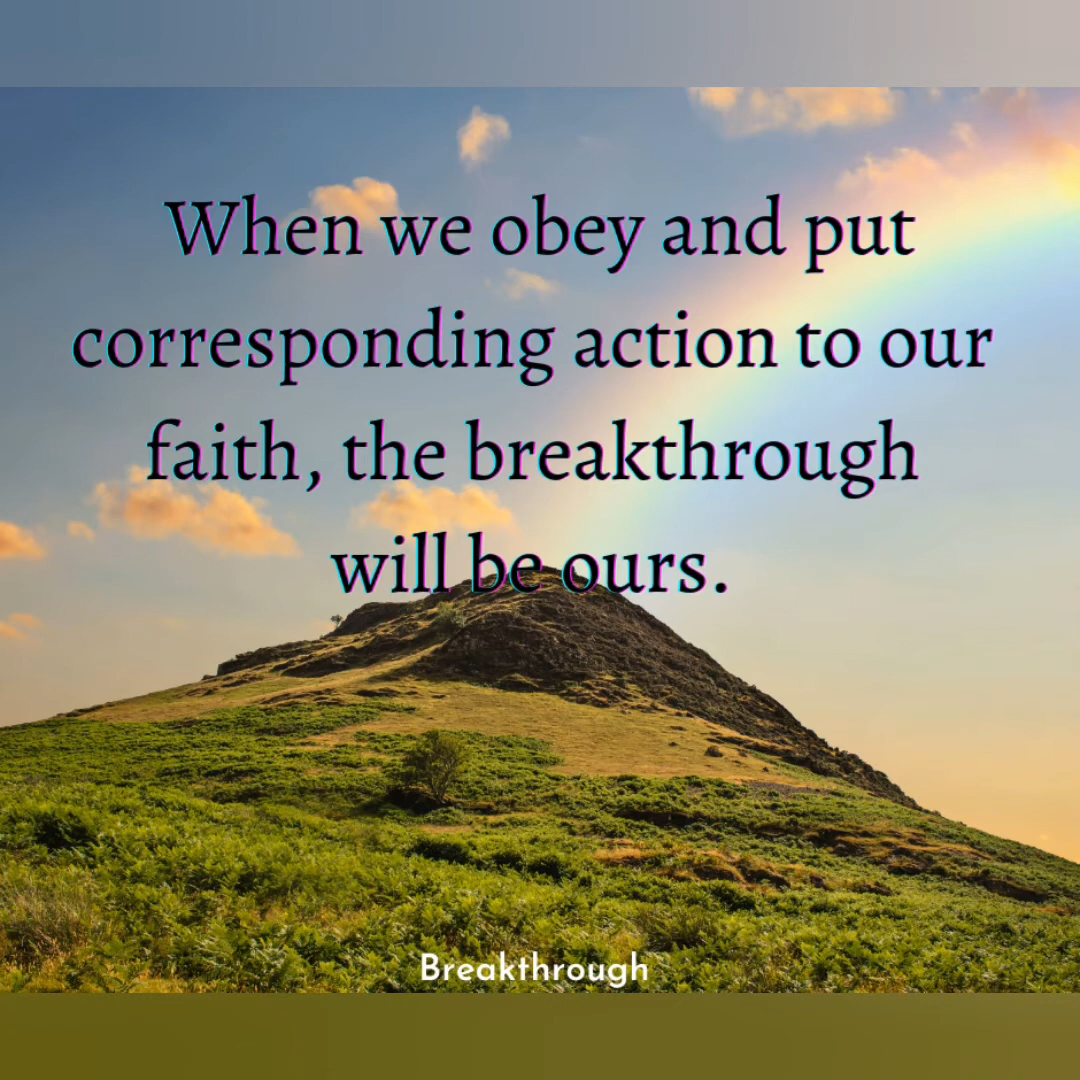 When we obey and put
corresponding action to our
faith, the breakthrough
will be ours.
Breakthrough